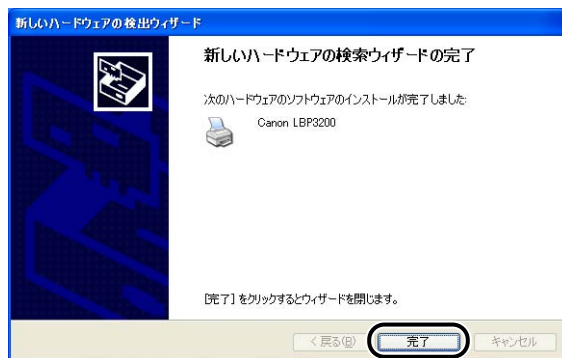 新しいハードウェアの検出ウィザード
新しいハードウェアの検索ウィザードの完了
次のハードウェアのソフトウェアのインストールが完了しました:
Canon LBP3200
[完了] をクリックするとウィザードを閉じます。
< 戻る(B) 完了 キャンセル